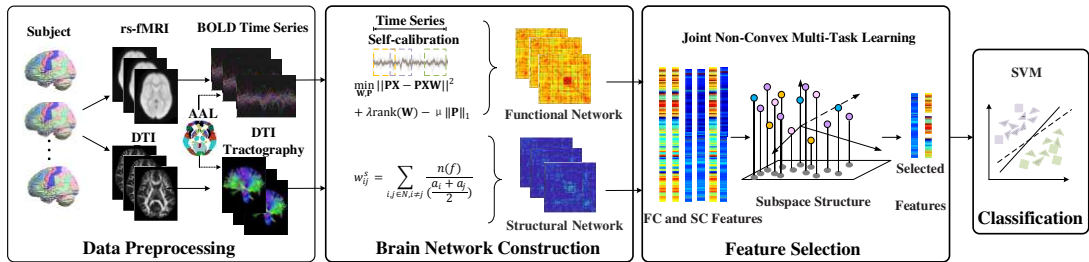 Subject
rs-fMRI
BOLD Time Series
AAL
DTI
DTI
Tractography
Data Preprocessing
Time Series
Self-calibration
min ||PX − PXW||²
W,P
+ λrank(W) − μ ||P||₁
Functional Network
w_{ij}^s = ∑_{i,j∈N,i≠j} n(f) / ((a_i + a_j) / 2)
Structural Network
Brain Network Construction
Joint Non-Convex Multi-Task Learning
FC and SC Features
Subspace Structure
Selected
Features
Feature Selection
SVM
Classification